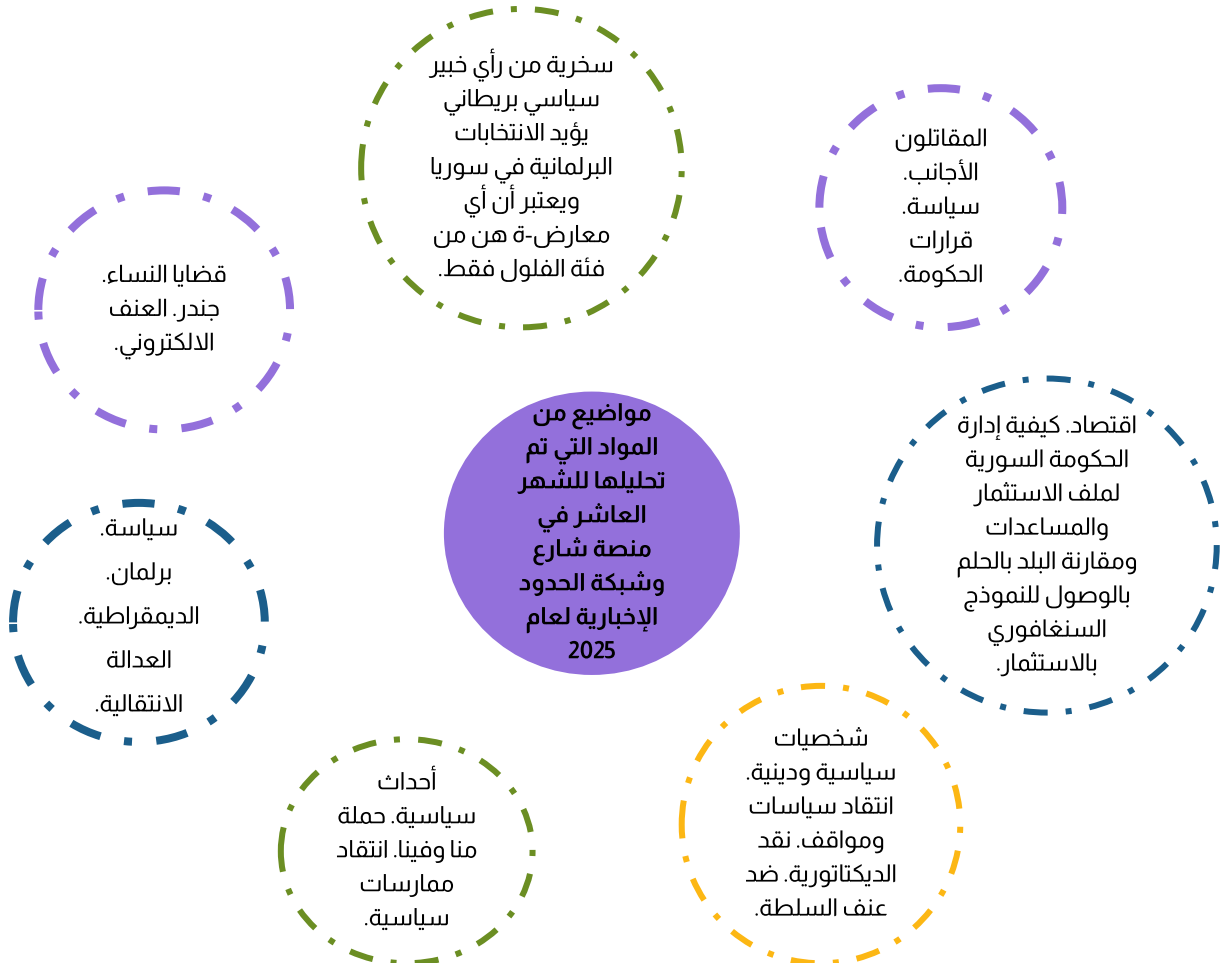 سخرية من رأي خبير
سياسي بريطاني
يؤيد الانتخابات
البرلمانية في سوريا
ويعتبر أن أي
معارض-ة هن من
فئة الفلول فقط.
المقاتلون
الأجانب.
سياسة.
قرارات
الحكومة.
قضايا النساء.
جندر. العنف
الالكتروني.
مواضيع من
المواد التي تم
تحليلها للشهر
العاشر في
منصة شارع
وشبكة الحدود
الإخبارية لعام
2025
اقتصاد. كيفية إدارة
الحكومة السورية
لملف الاستثمار
والمساعدات
ومقارنة البلد بالحلم
بالوصول للنموذج
السنغافوري
بالاستثمار.
سياسة.
برلمان.
الديمقراطية.
العدالة
الانتقالية.
شخصيات
سياسية ودينية.
انتقاد سياسات
ومواقف. نقد
الديكتاتورية. ضد
عنف السلطة.
أحداث
سياسية. حملة
منا وفينا. انتقاد
ممارسات
سياسية.